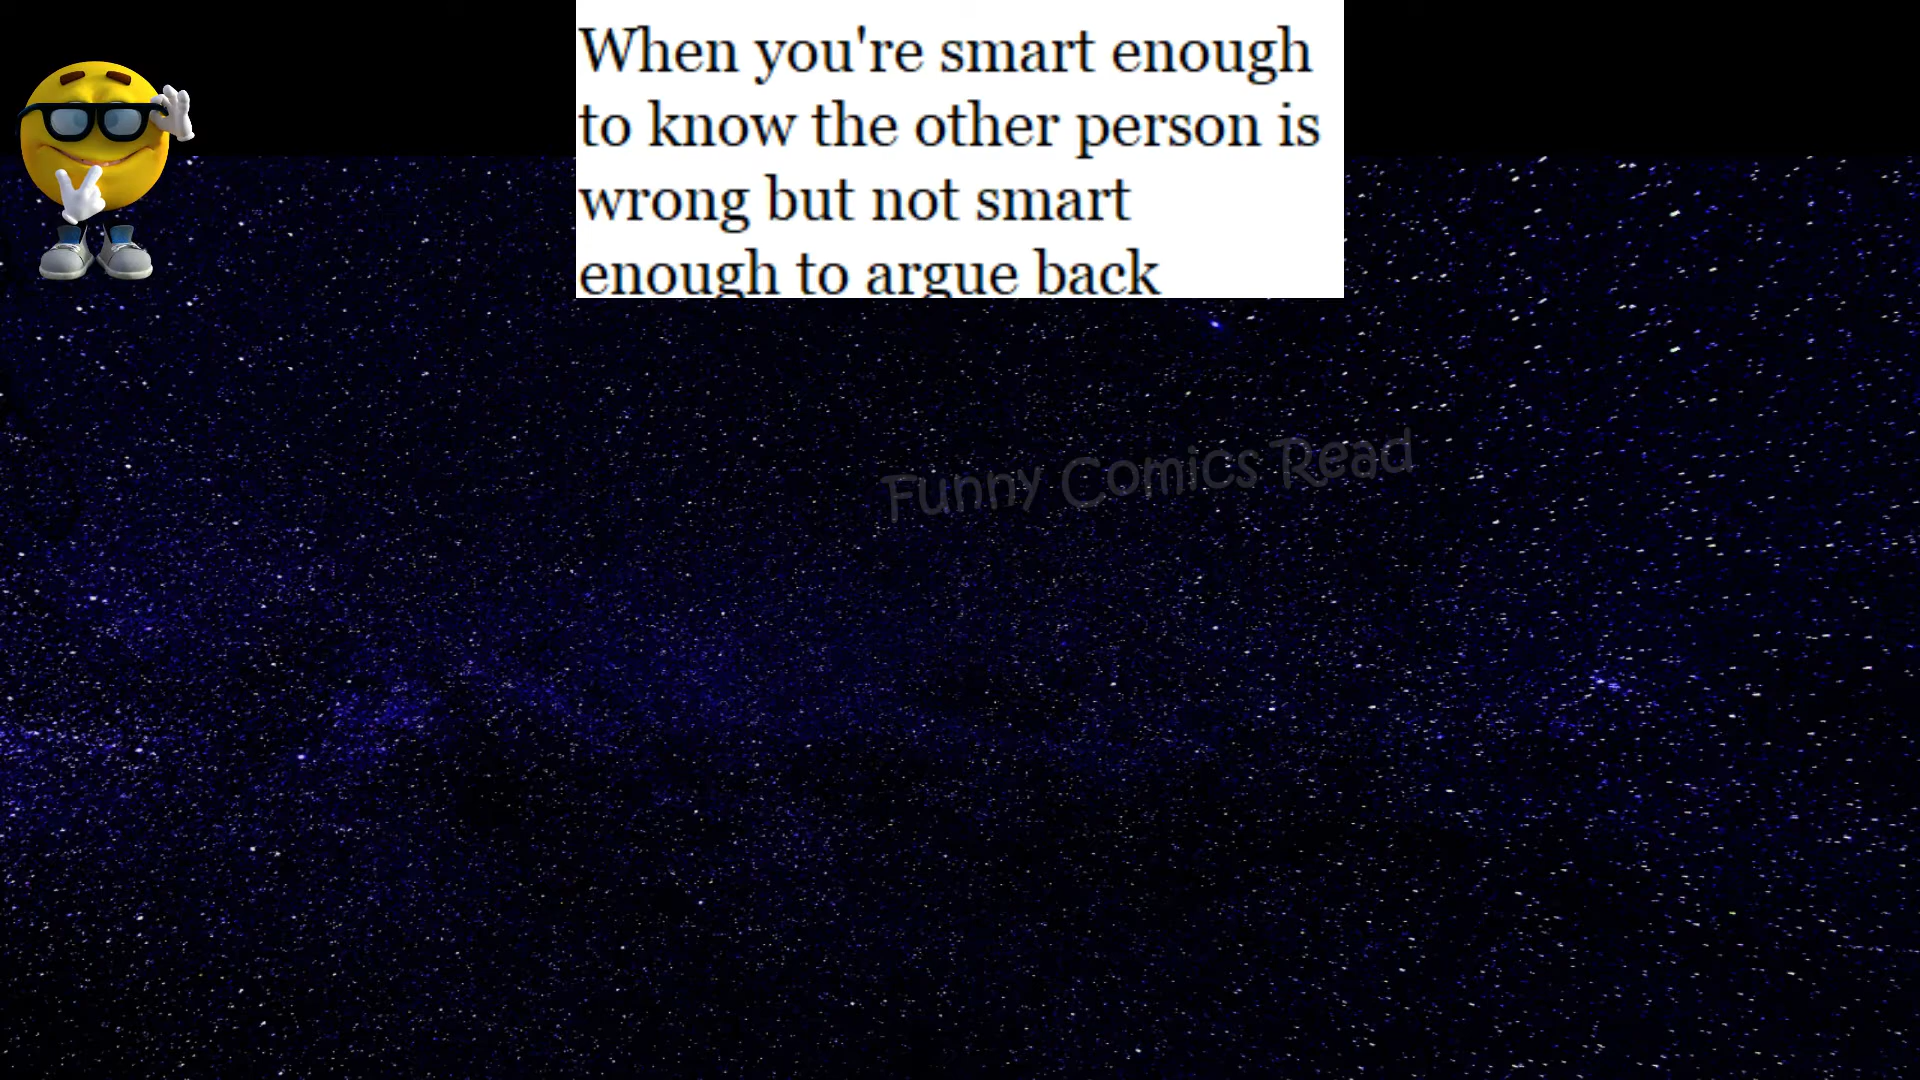 When you're smart enough
to know the other person is
wrong but not smart
enough to argue back
Funny Comics Read